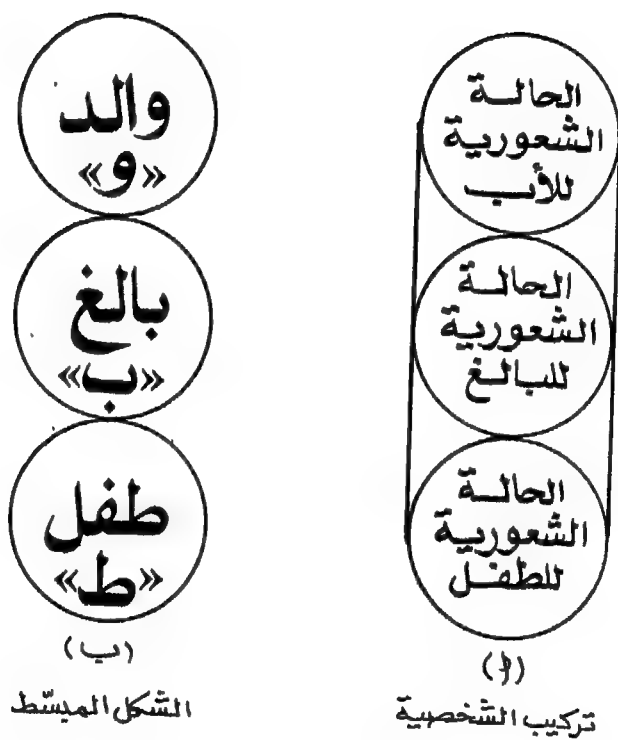 الحالة
الشعورية
للأب
الحالة
الشعورية
للبالغ
الحالة
الشعورية
للطفل
(أ)
تركيب الشخصية
والد
«و»
بالغ
«ب»
طفل
«ط»
(ب)
الشكل المبسّط